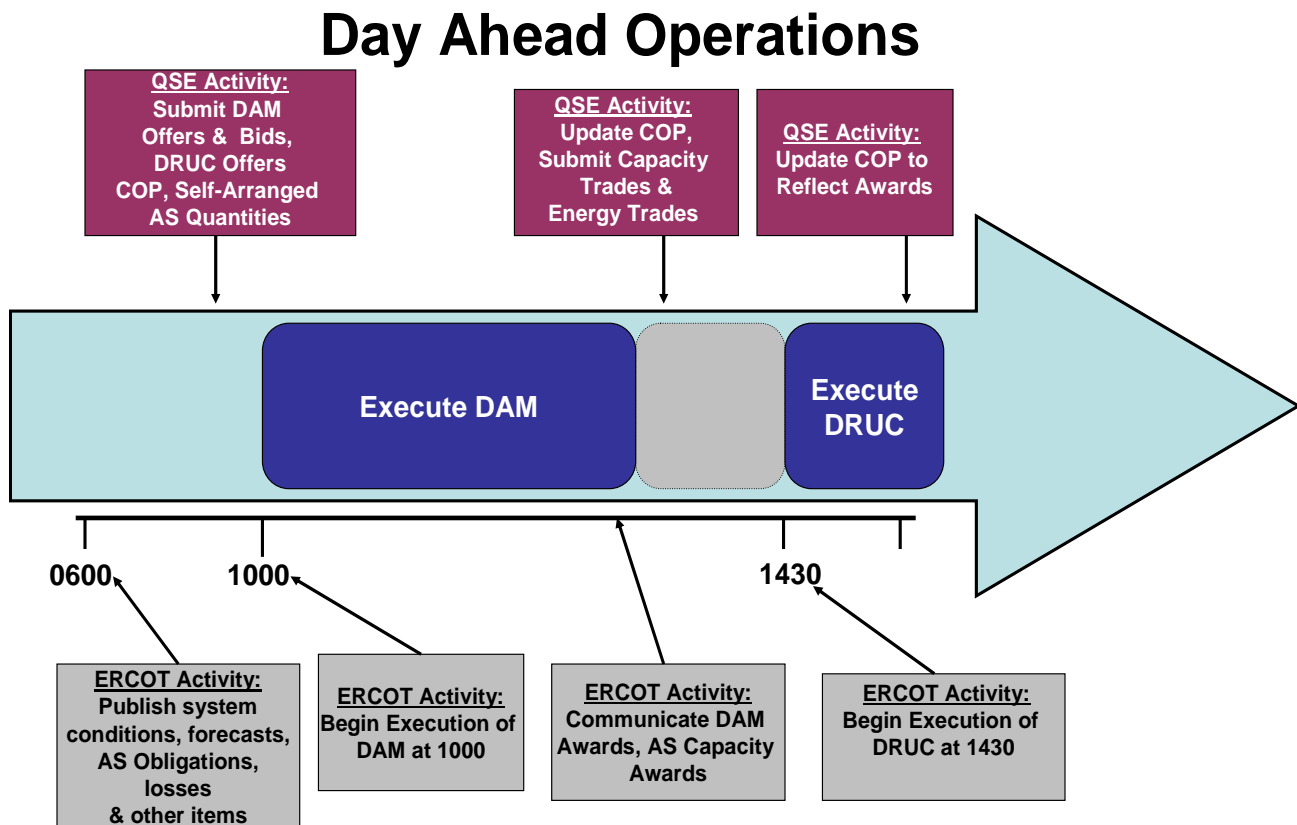 Day Ahead Operations
QSE Activity:
Submit DAM
Offers & Bids,
DRUC Offers
COP, Self-Arranged
AS Quantities
QSE Activity:
Update COP,
Submit Capacity
Trades &
Energy Trades
QSE Activity:
Update COP to
Reflect Awards
Execute DAM
Execute
DRUC
0600
1000
1430
ERCOT Activity:
Publish system
conditions, forecasts,
AS Obligations,
losses
& other items
ERCOT Activity:
Begin Execution of
DAM at 1000
ERCOT Activity:
Communicate DAM
Awards, AS Capacity
Awards
ERCOT Activity:
Begin Execution of
DRUC at 1430